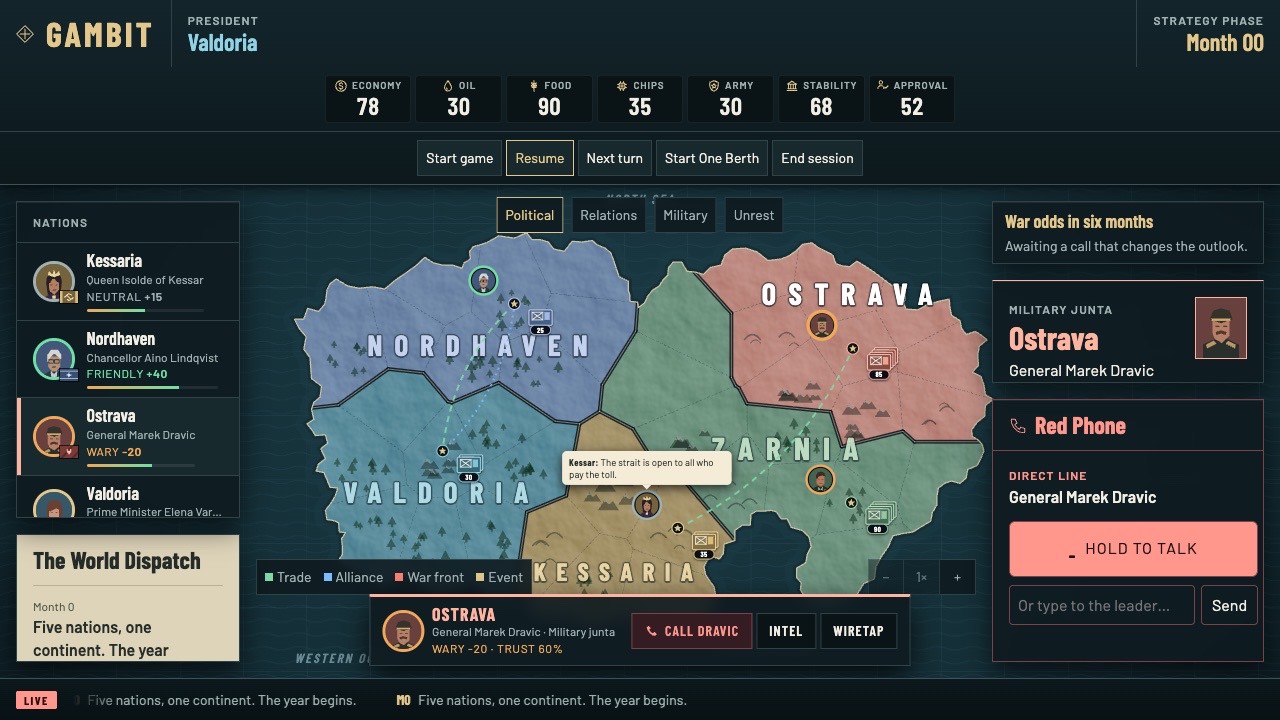 GAMBIT
PRESIDENT
Valdoria
STRATEGY PHASE
Month 00
ECONOMY
78
OIL
30
FOOD
90
CHIPS
35
ARMY
30
STABILITY
68
APPROVAL
52
Start game
Resume
Next turn
Start One Berth
End session
NATIONS
Kessaria
Queen Isolde of Kessar
NEUTRAL +15
Nordhaven
Chancellor Aino Lindqvist
FRIENDLY +40
Ostrava
General Marek Dravic
WARY -20
Valdoria
Prime Minister Elena Var...
The World Dispatch
Month 0
Five nations, one
continent. The year
Political
Relations
Military
Unrest
NORDHAVEN
25
OSTRAVA
85
VALDORIA
30
ZARNIA
90
Kessar: The strait is open to all who
pay the toll.
35
KESSARIA
Trade
Alliance
War front
Event
−
1×
+
WESTERN
OSTRAVA
General Marek Dravic · Military junta
WARY -20 · TRUST 60%
CALL DRAVIC
INTEL
WIRETAP
War odds in six months
Awaiting a call that changes the outlook.
MILITARY JUNTA
Ostrava
General Marek Dravic
Red Phone
DIRECT LINE
General Marek Dravic
HOLD TO TALK
Or type to the leader...
Send
LIVE
Five nations, one continent. The year begins.
M0 Five nations, one continent. The year begins.